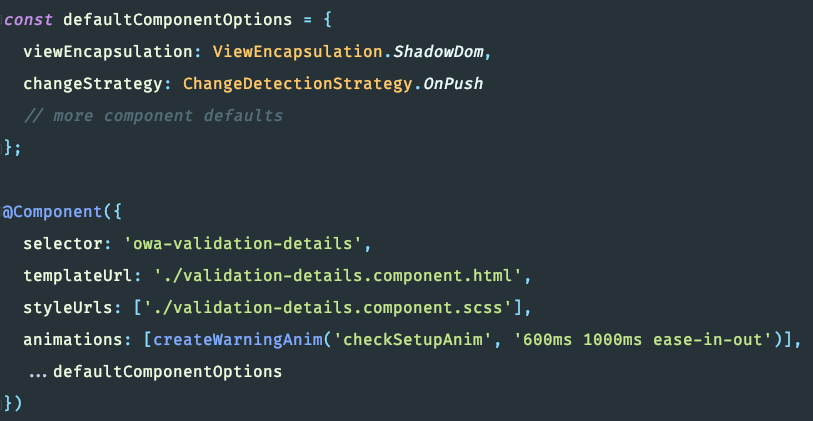 const defaultComponentOptions = {
  viewEncapsulation: ViewEncapsulation.ShadowDom,
  changeStrategy: ChangeDetectionStrategy.OnPush
  // more component defaults
};
@Component({
  selector: 'owa-validation-details',
  templateUrl: './validation-details.component.html',
  styleUrls: ['./validation-details.component.scss'],
  animations: [createWarningAnim('checkSetupAnim', '600ms 1000ms ease-in-out')],
  ...defaultComponentOptions
})